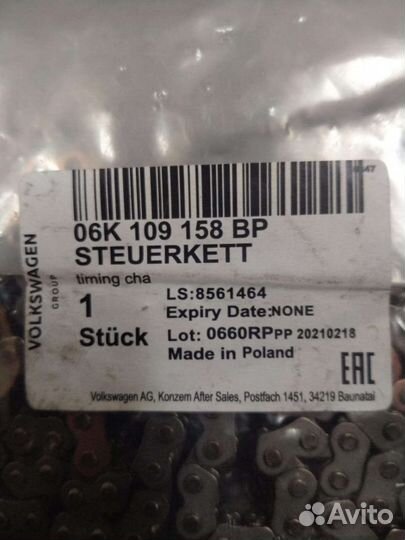 VOLKSWAGEN
GROUP
06K 109 158 BP
STEUERKETT
timing cha
1
Stück
LS:8561464
Expiry Date:NONE
Lot: 0660RPPP 20210218
Made in Poland
EAC
Volkswagen AG, Konzern After Sales, Postfach 1451, 34219 Baunatal
Avito